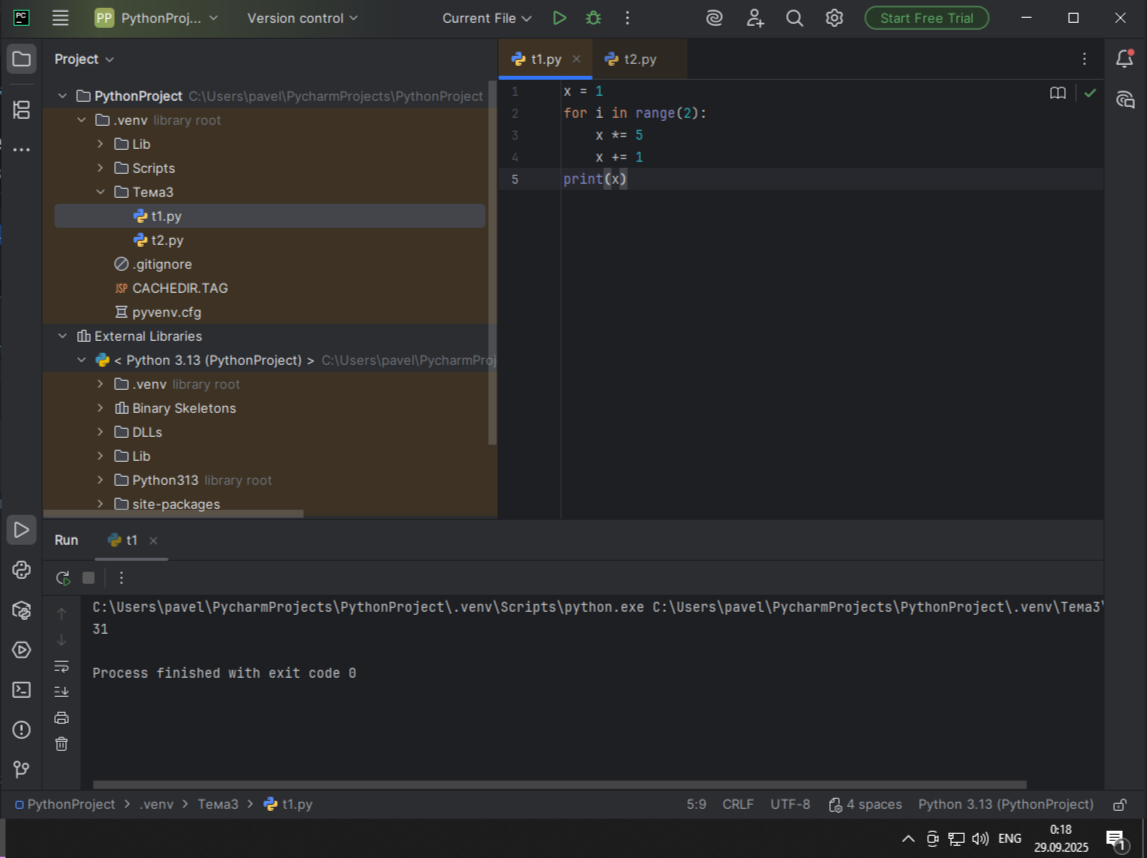 PC PP PythonProj... Version control Current File Start Free Trial
Project
PythonProject C:\Users\pavel\PycharmProjects\PythonProject
.venv library root
Lib
Scripts
Тема3
t1.py
t2.py
.gitignore
JSP CACHEDIR.TAG
pyvenv.cfg
External Libraries
< Python 3.13 (PythonProject) > C:\Users\pavel\PycharmProj
.venv library root
Binary Skeletons
DLLs
Lib
Python313 library root
site-packages
t1.py t2.py
1 x = 1
2 for i in range(2):
3 x *= 5
4 x += 1
5 print(x)
Run t1
C:\Users\pavel\PycharmProjects\PythonProject\.venv\Scripts\python.exe C:\Users\pavel\PycharmProjects\PythonProject\.venv\Тема3\
31
Process finished with exit code 0
PythonProject > .venv > Тема3 > t1.py 5:9 CRLF UTF-8 4 spaces Python 3.13 (PythonProject)
ENG 0:18
29.09.2025 1